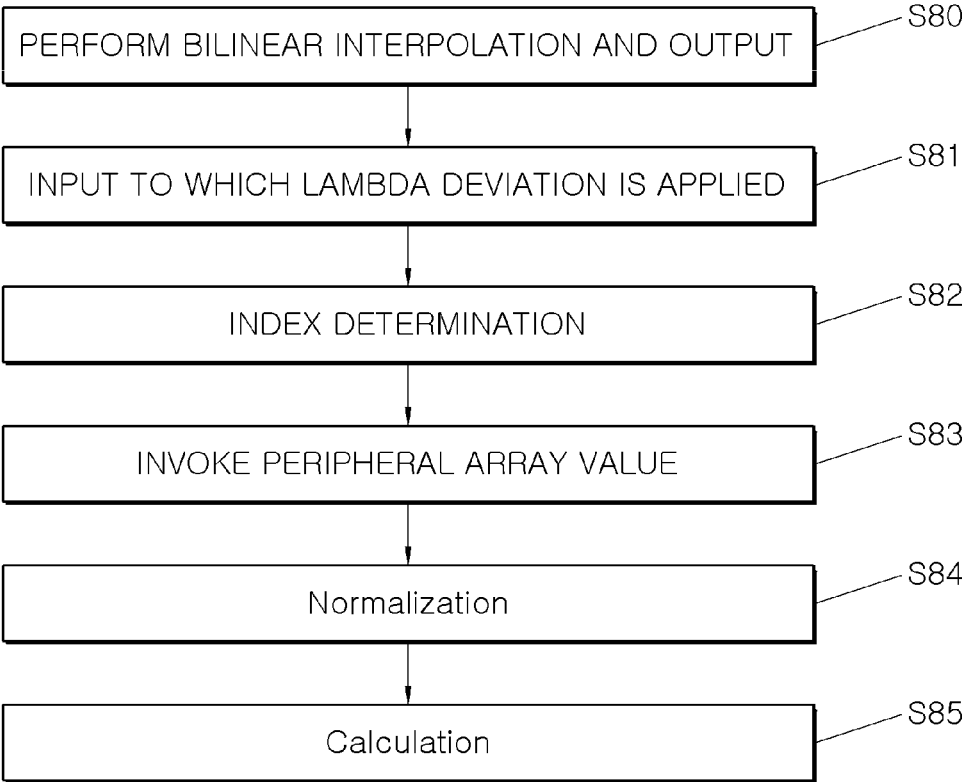 PERFORM BILINEAR INTERPOLATION AND OUTPUT
S80
INPUT TO WHICH LAMBDA DEVIATION IS APPLIED
S81
INDEX DETERMINATION
S82
INVOKE PERIPHERAL ARRAY VALUE
S83
Normalization
S84
Calculation
S85